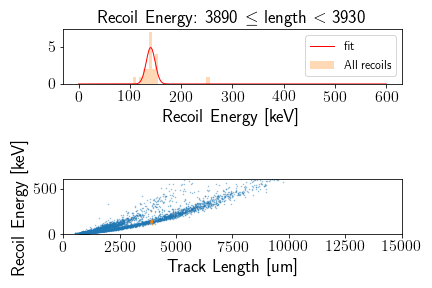 Recoil Energy: 3890 ≤ length < 3930
5
0
fit
All recoils
0 100 200 300 400 500 600
Recoil Energy [keV]
Recoil Energy [keV]
500
0
0 2500 5000 7500 10000 12500 15000
Track Length [um]